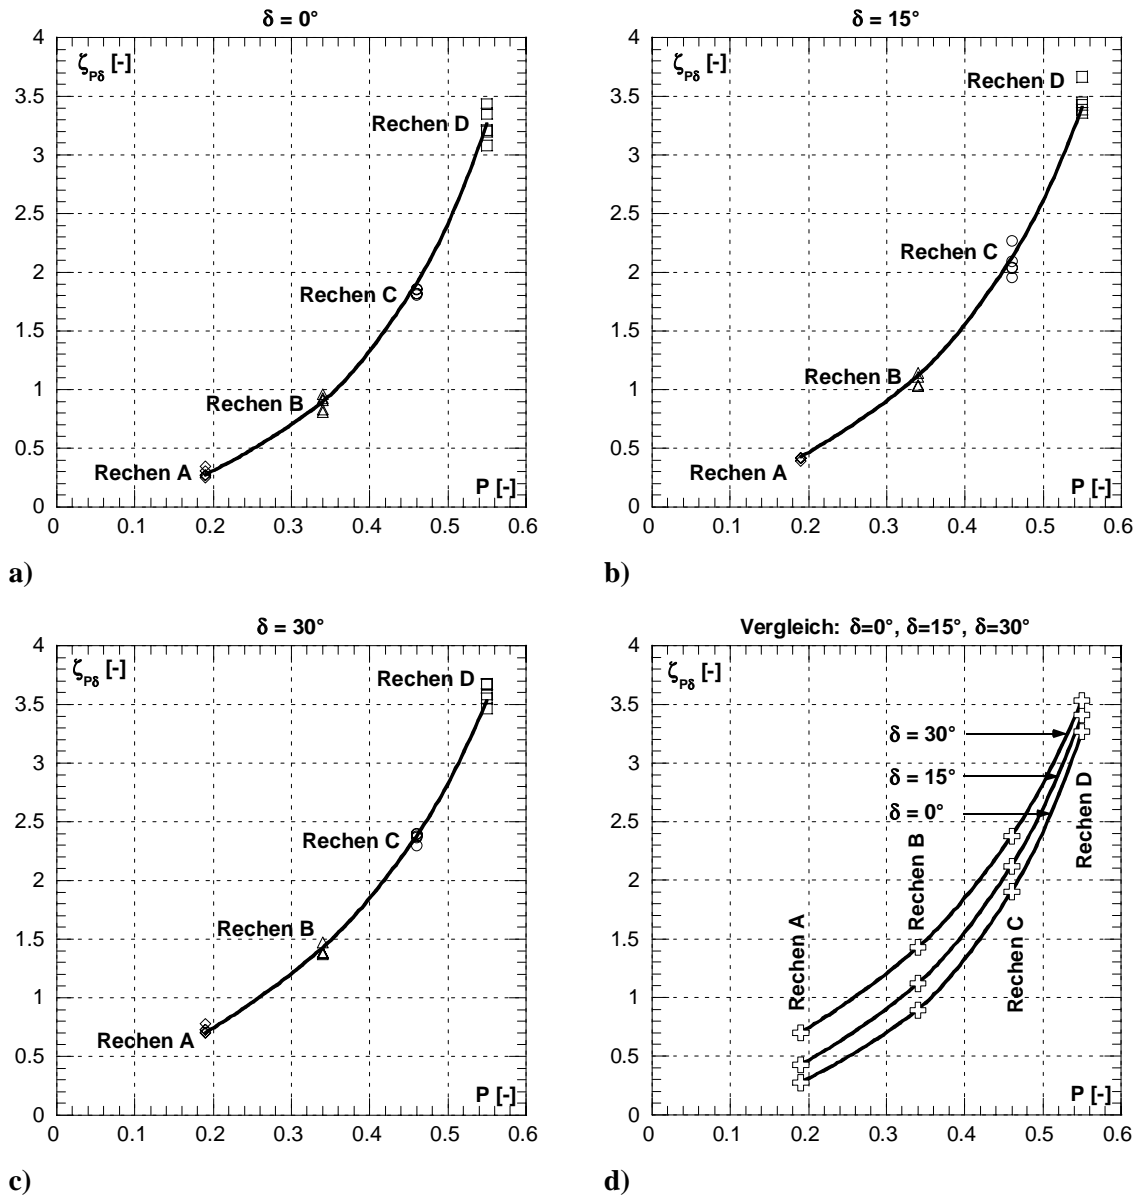 δ = 0°
ζPδ [-]
4
3.5
3
2.5
2
1.5
1
0.5
0
Rechen D
Rechen C
Rechen B
Rechen A
P [-]
0 0.1 0.2 0.3 0.4 0.5 0.6
a)
δ = 15°
ζPδ [-]
4
3.5
3
2.5
2
1.5
1
0.5
0
Rechen D
Rechen C
Rechen B
Rechen A
P [-]
0 0.1 0.2 0.3 0.4 0.5 0.6
b)
δ = 30°
ζPδ [-]
4
3.5
3
2.5
2
1.5
1
0.5
0
Rechen D
Rechen C
Rechen B
Rechen A
P [-]
0 0.1 0.2 0.3 0.4 0.5 0.6
c)
Vergleich: δ=0°, δ=15°, δ=30°
ζPδ [-]
4
3.5
3
2.5
2
1.5
1
0.5
0
δ = 30°
δ = 15°
δ = 0°
Rechen A
Rechen B
Rechen C
Rechen D
P [-]
0 0.1 0.2 0.3 0.4 0.5 0.6
d)